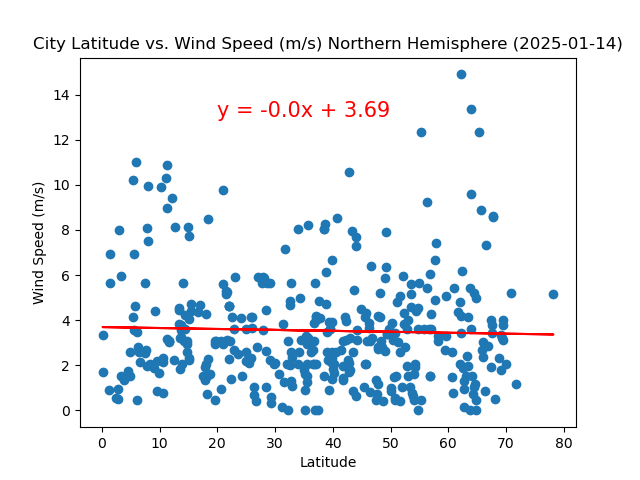 City Latitude vs. Wind Speed (m/s) Northern Hemisphere (2025-01-14)
y = -0.0x + 3.69
Wind Speed (m/s)
14
12
10
8
6
4
2
0
0 10 20 30 40 50 60 70 80
Latitude